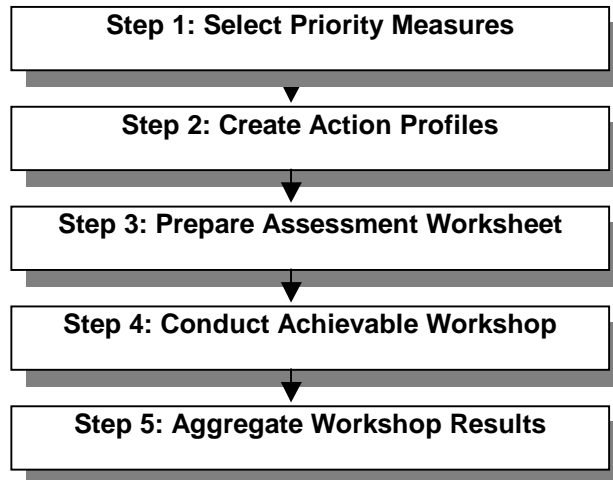 Step 1: Select Priority Measures
Step 2: Create Action Profiles
Step 3: Prepare Assessment Worksheet
Step 4: Conduct Achievable Workshop
Step 5: Aggregate Workshop Results